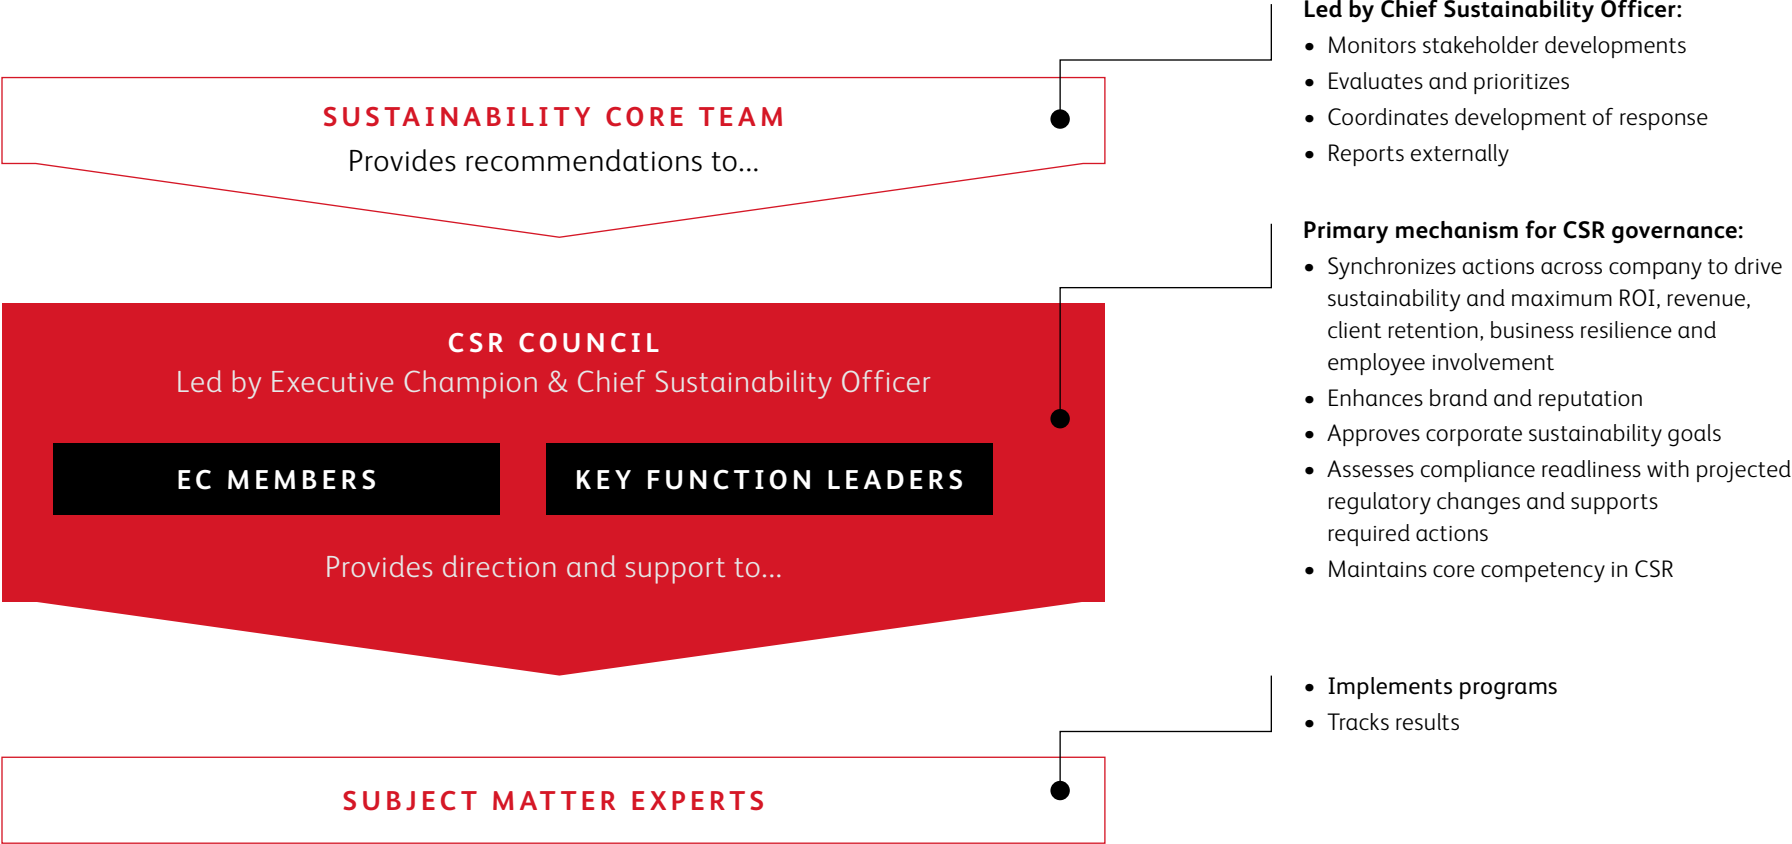 SUSTAINABILITY CORE TEAM
Provides recommendations to...
Led by Chief Sustainability Officer:
• Monitors stakeholder developments
• Evaluates and prioritizes
• Coordinates development of response
• Reports externally
CSR COUNCIL
Led by Executive Champion & Chief Sustainability Officer
EC MEMBERS
KEY FUNCTION LEADERS
Provides direction and support to...
Primary mechanism for CSR governance:
• Synchronizes actions across company to drive
sustainability and maximum ROI, revenue,
client retention, business resilience and
employee involvement
• Enhances brand and reputation
• Approves corporate sustainability goals
• Assesses compliance readliness with projected
regulatory changes and supports
required actions
• Maintains core competency in CSR
SUBJECT MATTER EXPERTS
• Implements programs
• Tracks results